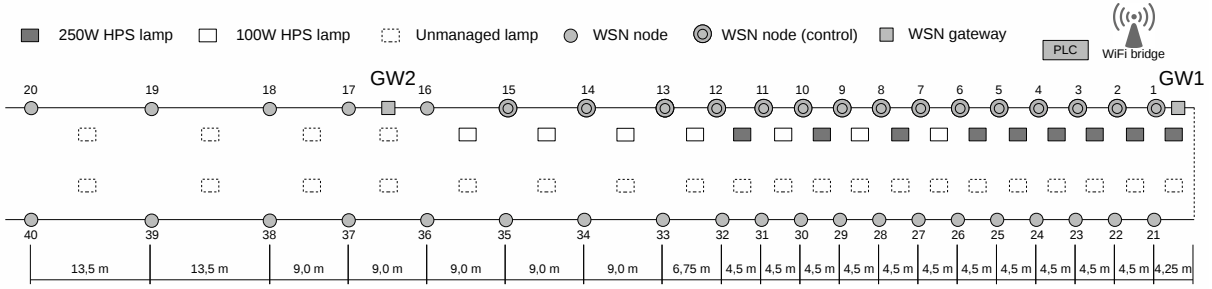 250W HPS lamp 100W HPS lamp Unmanaged lamp WSN node WSN node (control) WSN gateway PLC WiFi bridge
GW2 GW1
20 19 18 17 16 15 14 13 12 11 10 9 8 7 6 5 4 3 2 1
40 39 38 37 36 35 34 33 32 31 30 29 28 27 26 25 24 23 22 21
13,5 m 13,5 m 9,0 m 9,0 m 9,0 m 9,0 m 9,0 m 6,75 m 4,5 m 4,5 m 4,5 m 4,5 m 4,5 m 4,5 m 4,5 m 4,5 m 4,5 m 4,5 m 4,5 m 4,25 m